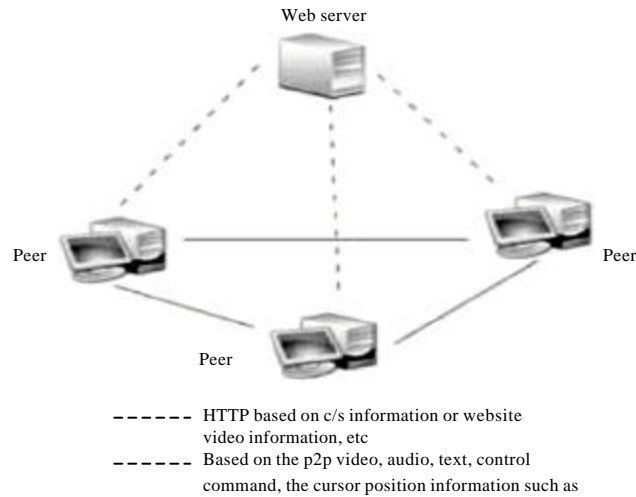 Web server
Peer
Peer
Peer
HTTP based on c/s information or website
video information, etc
Based on the p2p video, audio, text, control
command, the cursor position information such as